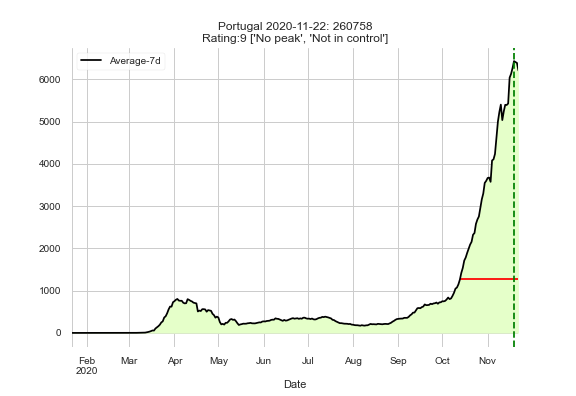 Portugal 2020-11-22: 260758
Rating:9 ['No peak', 'Not in control']
Average-7d
6000
5000
4000
3000
2000
1000
0
Feb Mar Apr May Jun Jul Aug Sep Oct Nov
2020
Date